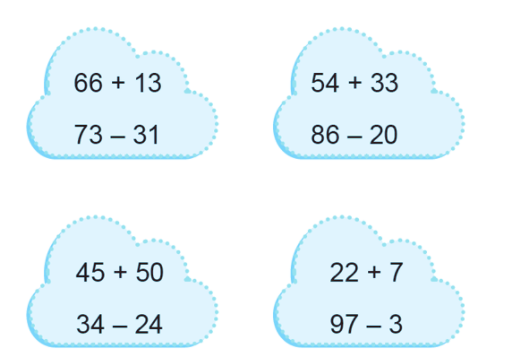 66 + 13
73 – 31
54 + 33
86 – 20
45 + 50
34 – 24
22 + 7
97 – 3